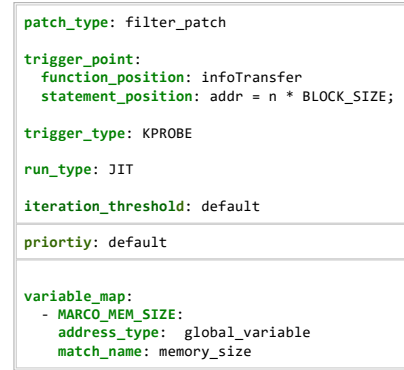 patch_type: filter_patch
trigger_point:
function_position: infoTransfer
statement_position: addr = n * BLOCK_SIZE;
trigger_type: KPROBE
run_type: JIT
iteration_threshold: default
priortiy: default
variable_map:
- MARCO_MEM_SIZE:
address_type:  global_variable
match_name: memory_size